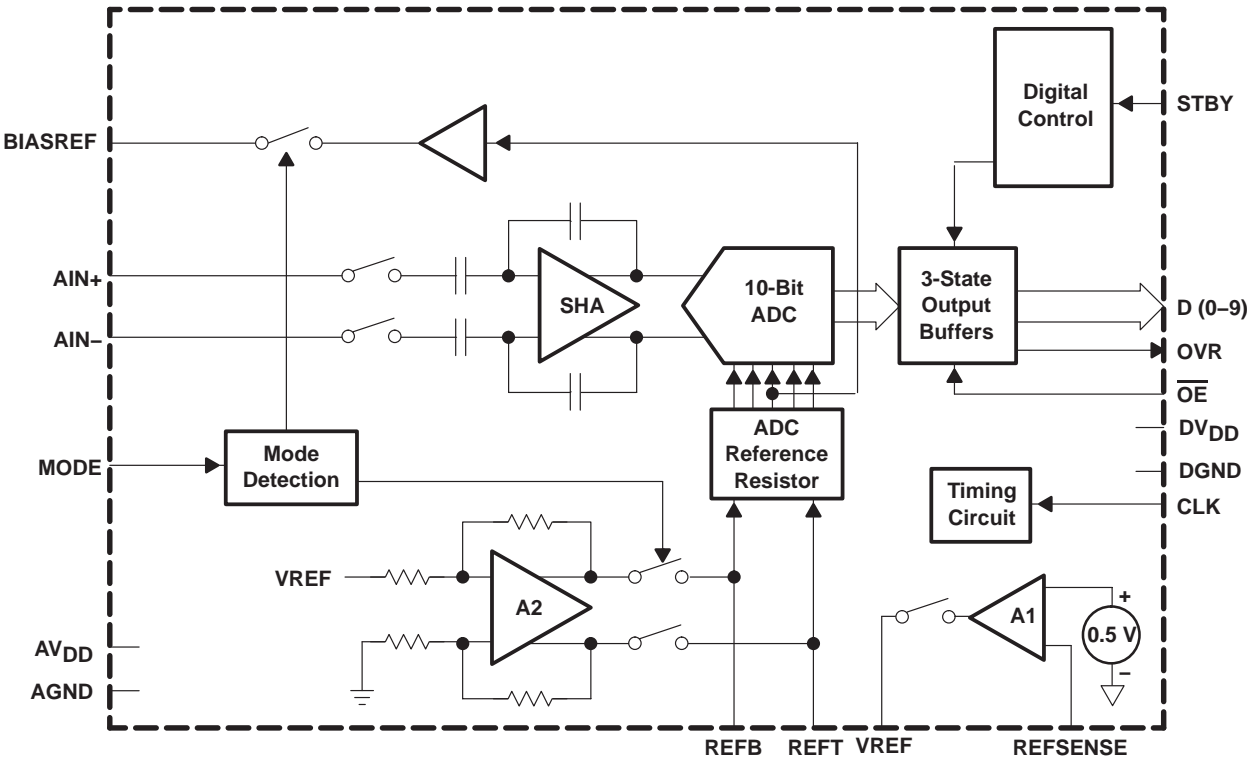 Digital
Control
STBY
BIASREF
AIN+
AIN–
SHA
10-Bit
ADC
3-State
Output
Buffers
D (0–9)
OVR
OE
DVDD
DGND
CLK
MODE
Mode
Detection
ADC
Reference
Resistor
Timing
Circuit
VREF
A2
A1
+
0.5 V
–
AVDD
AGND
REFB
REFT
VREF
REFSENSE